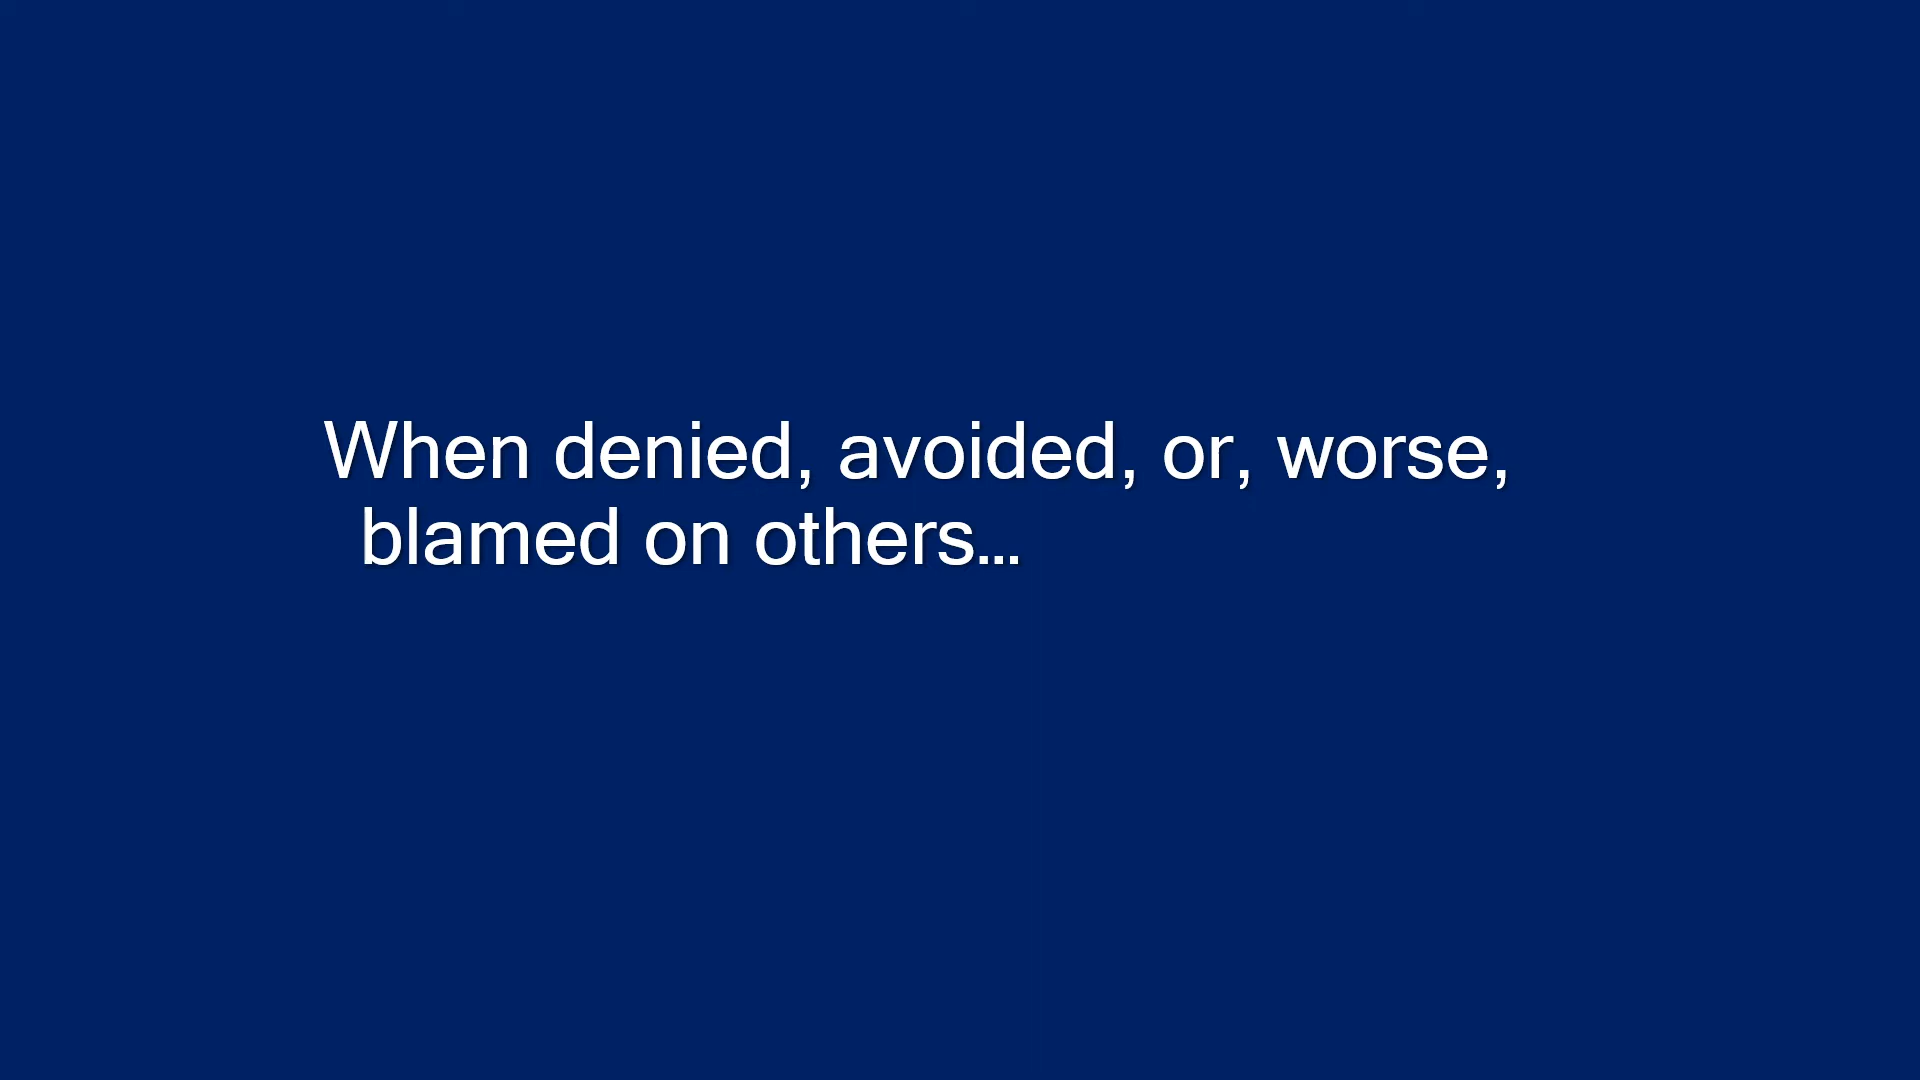 When denied, avoided, or, worse,
blamed on others...